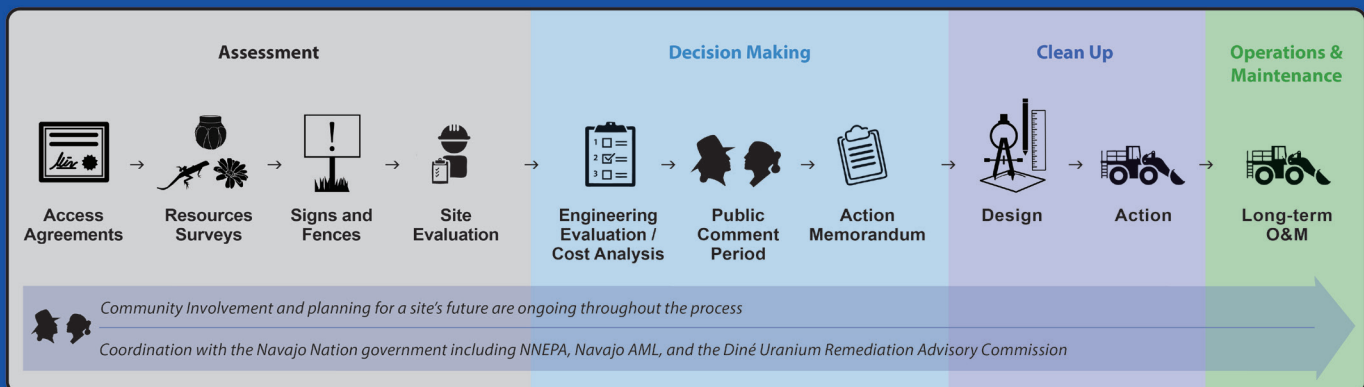 Assessment
Decision Making
Clean Up
Operations &
Maintenance
Access
Agreements
Resources
Surveys
Signs and
Fences
Site
Evaluation
1
2
3
Engineering
Evaluation /
Cost Analysis
Public
Comment
Period
Action
Memorandum
Design
Action
Long-term
O&M
Community Involvement and planning for a site's future are ongoing throughout the process
Coordination with the Navajo Nation government including NNEPA, Navajo AML, and the Diné Uranium Remediation Advisory Commission